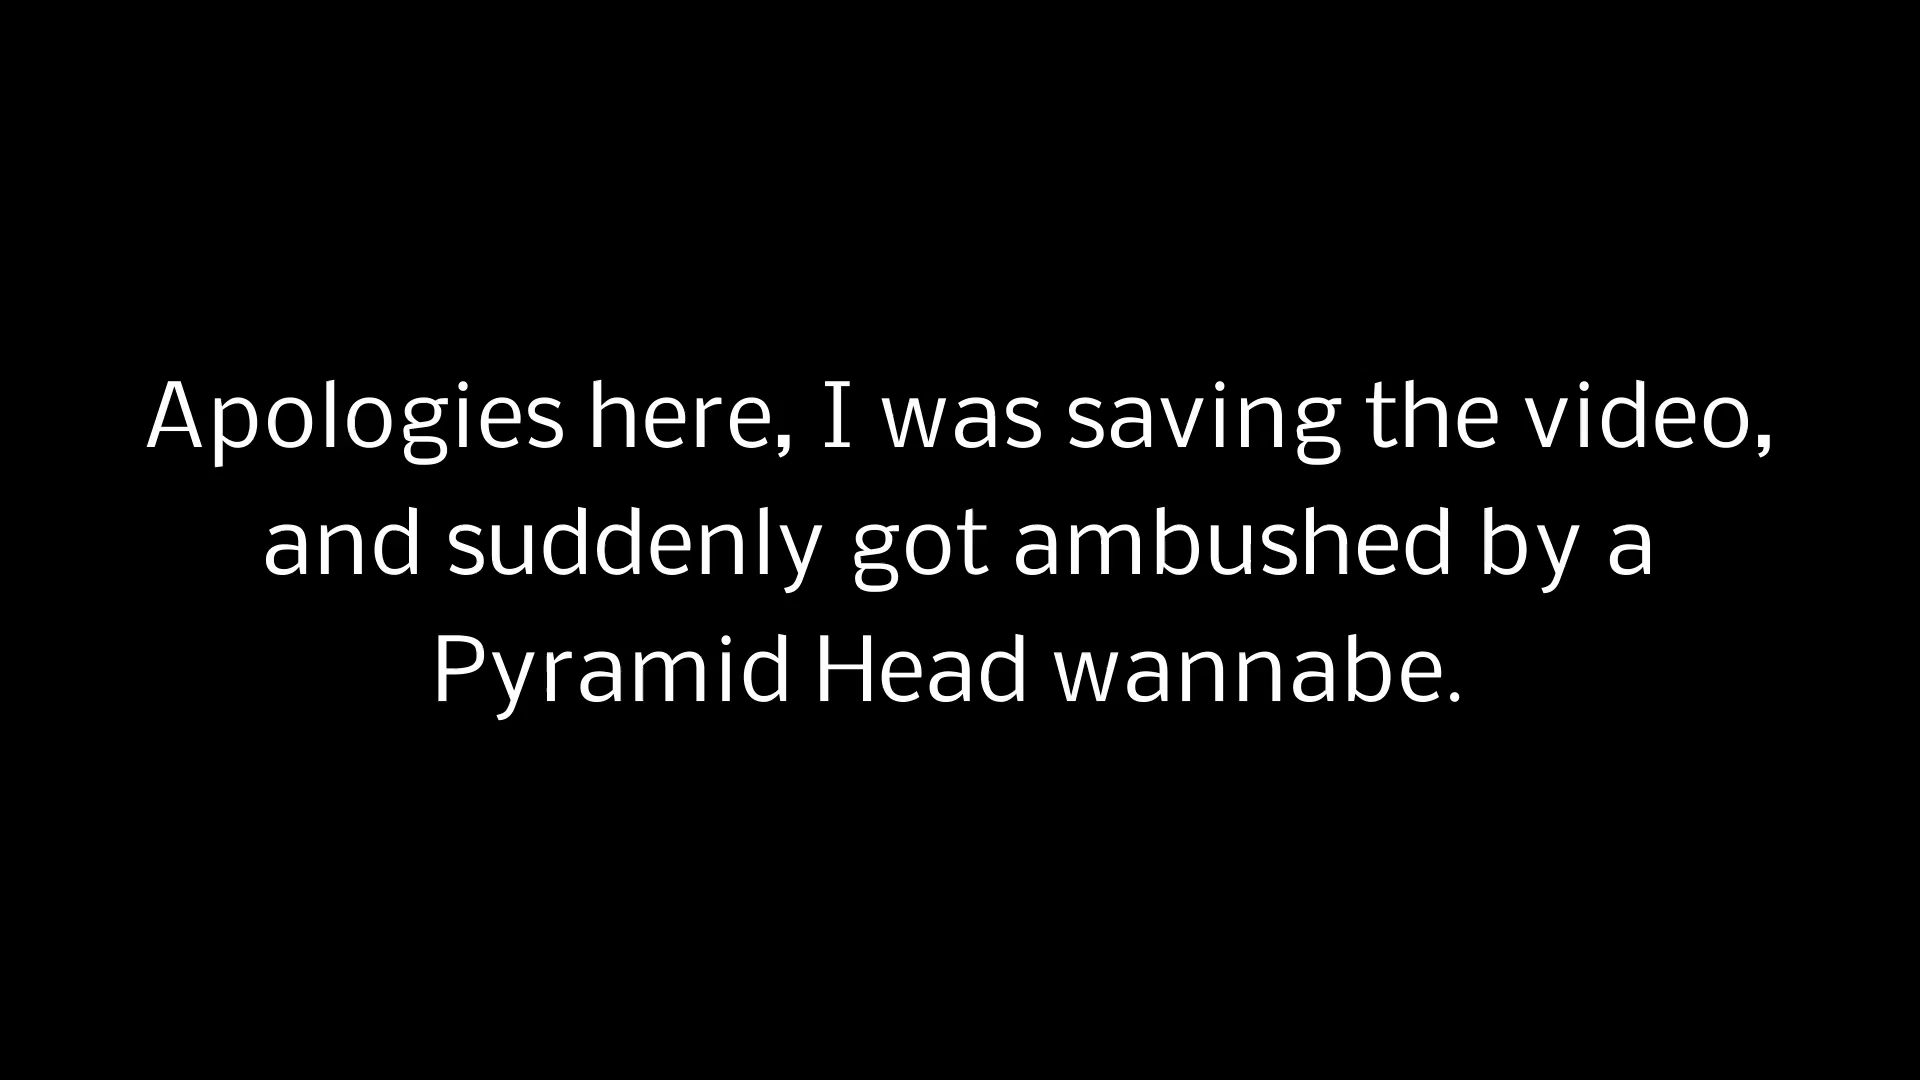 Apologies here, I was saving the video,
and suddenly got ambushed by a
Pyramid Head wannabe.